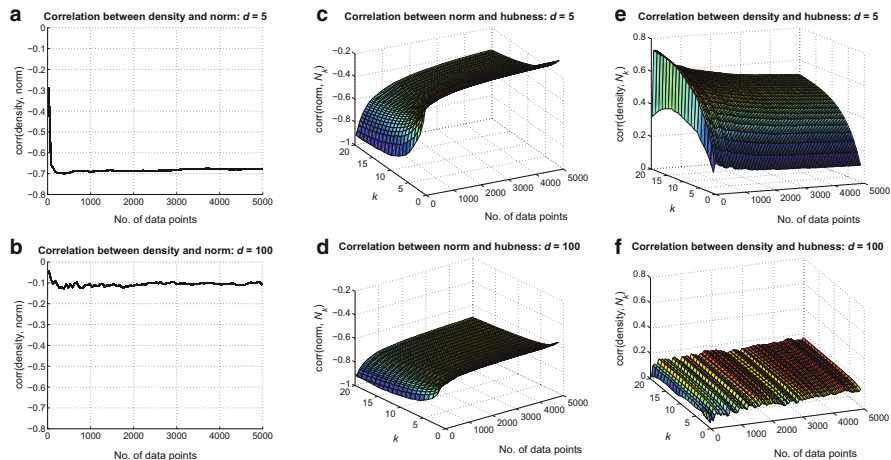 a
Correlation between density and norm: d = 5
0
−0.1
−0.2
−0.3
−0.4
−0.5
−0.6
−0.7
−0.8
corr(density, norm)
0 1000 2000 3000 4000 5000
No. of data points
c
Correlation between norm and hubness: d = 5
−0.2
−0.4
−0.6
−0.8
−1
corr(norm, Nk)
20 15 10 5 0
k
0 1000 2000 3000 4000 5000
No. of data points
e
Correlation between density and hubness: d = 5
0.8
0.6
0.4
0.2
0
corr(density, Nk)
20 15 10 5 0
k
0 1000 2000 3000 4000 5000
No. of data points
b
Correlation between density and norm: d = 100
0
−0.1
−0.2
−0.3
−0.4
−0.5
−0.6
−0.7
−0.8
corr(density, norm)
0 1000 2000 3000 4000 5000
No. of data points
d
Correlation between norm and hubness: d = 100
−0.2
−0.4
−0.6
−0.8
−1
corr(norm, Nk)
20 15 10 5 0
k
0 1000 2000 3000 4000 5000
No. of data points
f
Correlation between density and hubness: d = 100
0.8
0.6
0.4
0.2
0
corr(density, Nk)
20 15 10 5 0
k
0 1000 2000 3000 4000 5000
No. of data points